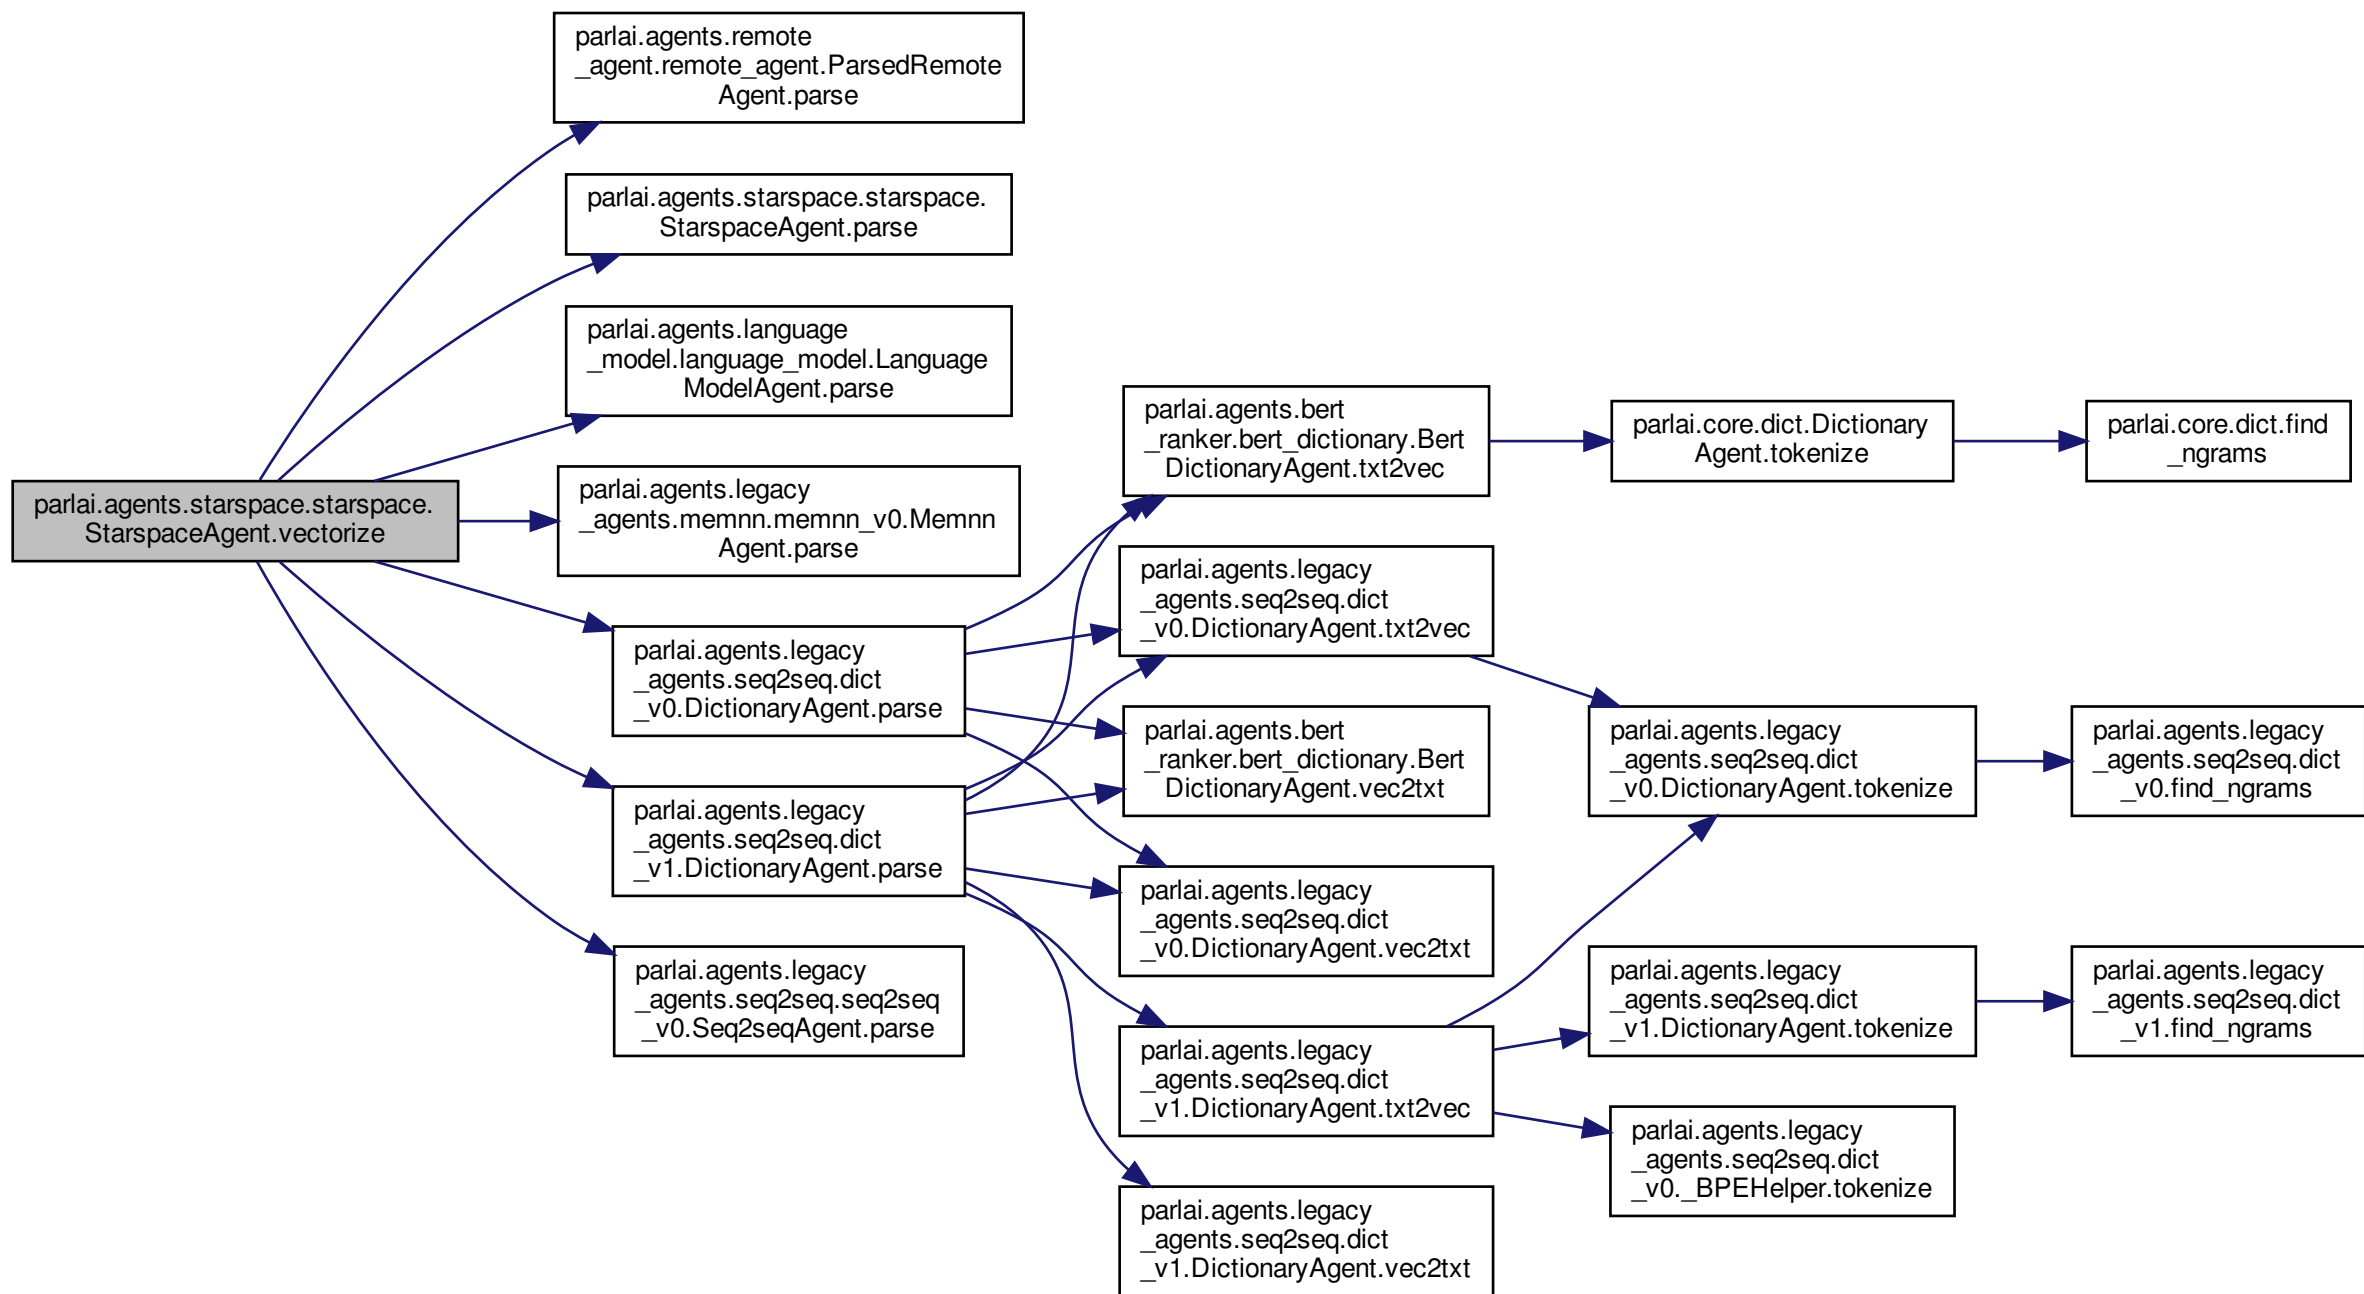 parlai.agents.remote
_agent.remote_agent.ParsedRemote
Agent.parse
parlai.agents.starspace.starspace.
StarspaceAgent.parse
parlai.agents.language
_model.language_model.Language
ModelAgent.parse
parlai.agents.starspace.starspace.
StarspaceAgent.vectorize
parlai.agents.legacy
_agents.memnn.memnn_v0.Memnn
Agent.parse
parlai.agents.legacy
_agents.seq2seq.dict
_v0.DictionaryAgent.parse
parlai.agents.legacy
_agents.seq2seq.dict
_v1.DictionaryAgent.parse
parlai.agents.legacy
_agents.seq2seq.seq2seq
_v0.Seq2seqAgent.parse
parlai.agents.bert
_ranker.bert_dictionary.Bert
DictionaryAgent.txt2vec
parlai.agents.legacy
_agents.seq2seq.dict
_v0.DictionaryAgent.txt2vec
parlai.agents.bert
_ranker.bert_dictionary.Bert
DictionaryAgent.vec2txt
parlai.agents.legacy
_agents.seq2seq.dict
_v0.DictionaryAgent.vec2txt
parlai.agents.legacy
_agents.seq2seq.dict
_v1.DictionaryAgent.txt2vec
parlai.agents.legacy
_agents.seq2seq.dict
_v1.DictionaryAgent.vec2txt
parlai.core.dict.Dictionary
Agent.tokenize
parlai.agents.legacy
_agents.seq2seq.dict
_v0.DictionaryAgent.tokenize
parlai.agents.legacy
_agents.seq2seq.dict
_v1.DictionaryAgent.tokenize
parlai.agents.legacy
_agents.seq2seq.dict
_v0._BPEHelper.tokenize
parlai.core.dict.find
_ngrams
parlai.agents.legacy
_agents.seq2seq.dict
_v0.find_ngrams
parlai.agents.legacy
_agents.seq2seq.dict
_v1.find_ngrams